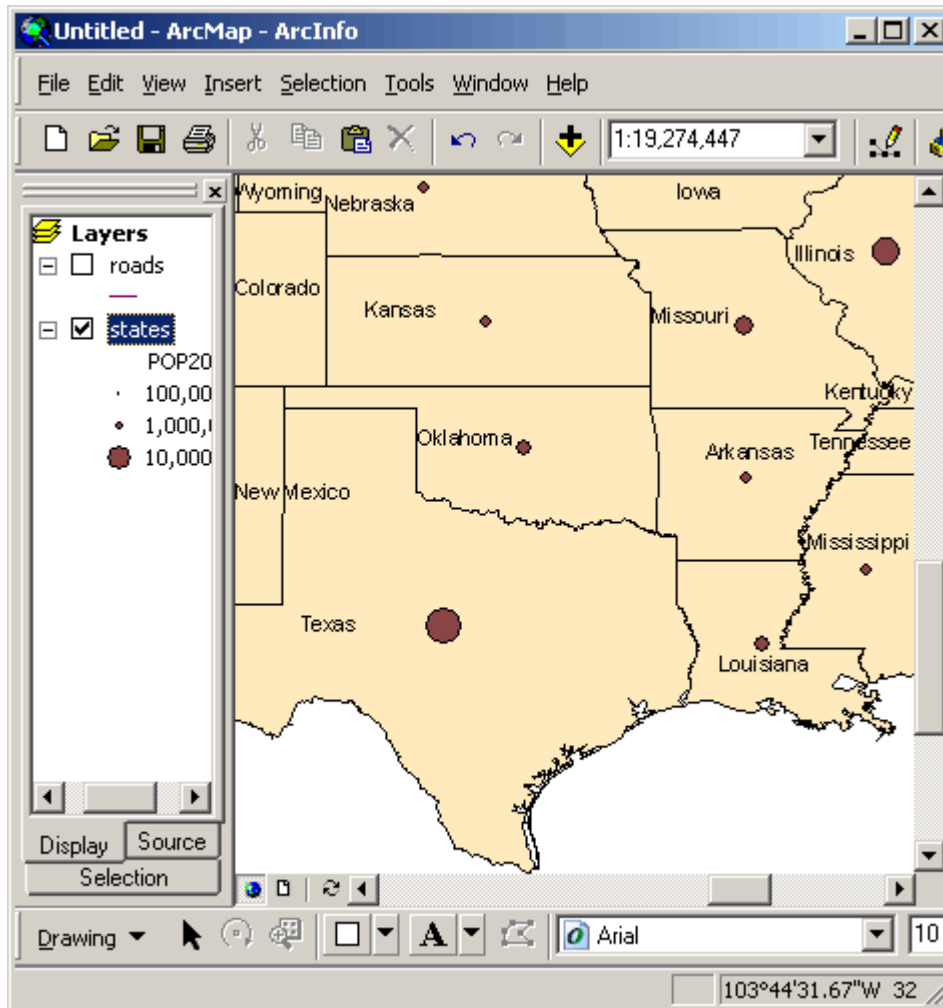 Untitled - ArcMap - ArcInfo
File Edit View Insert Selection Tools Window Help
1:19,274,447
Layers
roads
states
POP20
100,00
1,000,
10,000
Display
Source
Selection
Wyoming
Nebraska
Iowa
Illinois
Colorado
Kansas
Missouri
Kentucky
Oklahoma
Arkansas
Tennessee
New Mexico
Mississippi
Texas
Louisiana
Drawing
A
Arial
10
103°44'31.67"W 32